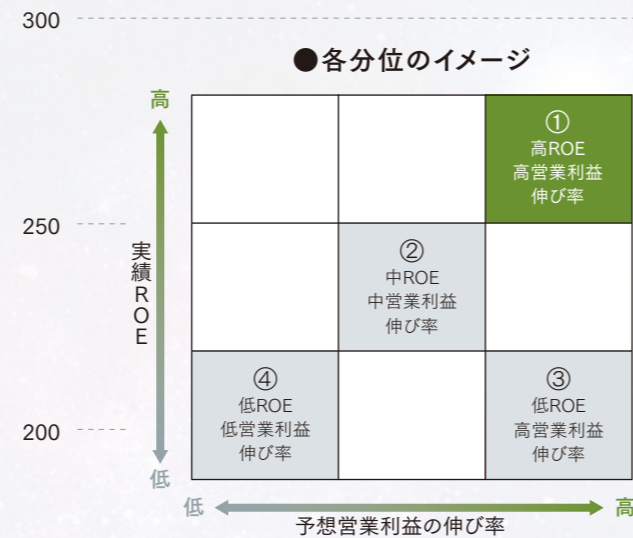 300
●各分位のイメージ
高
①
高ROE
高営業利益
伸び率
250
実績ROE
②
中ROE
中営業利益
伸び率
④
低ROE
低営業利益
伸び率
③
低ROE
高営業利益
伸び率
200
低
低
高
予想営業利益の伸び率